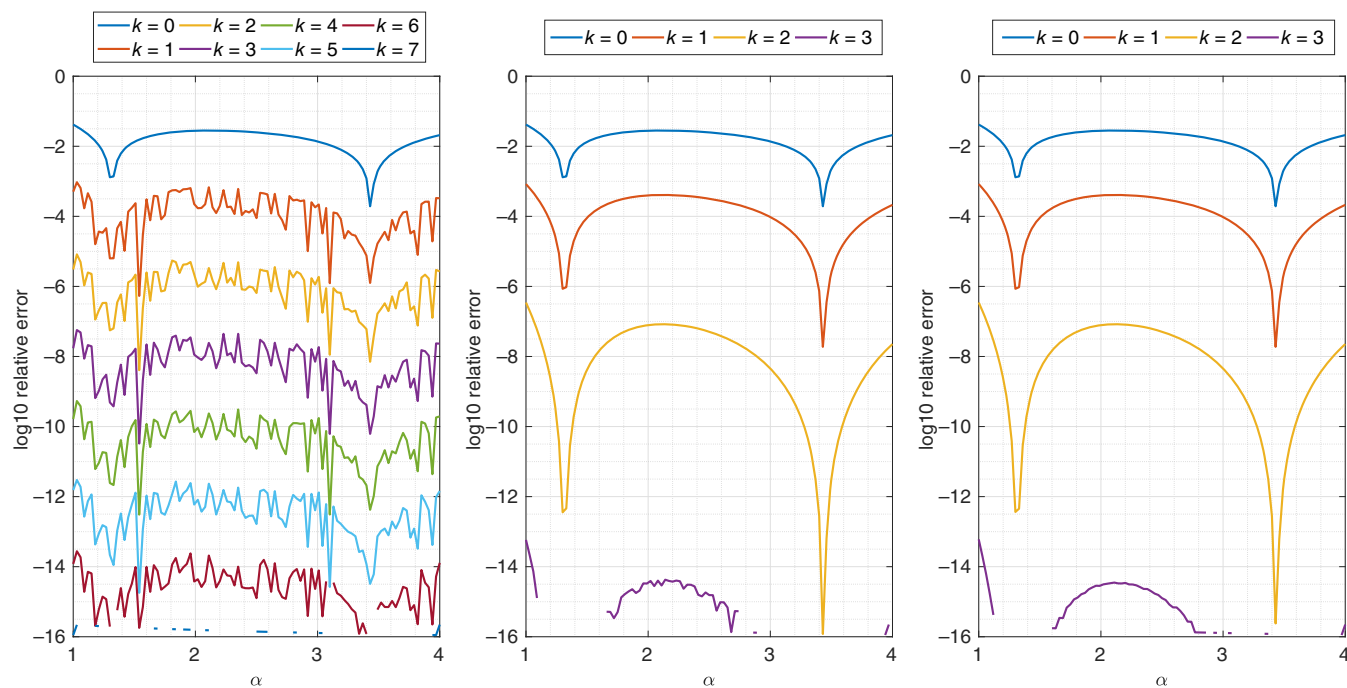 k = 0 k = 2 k = 4 k = 6
k = 1 k = 3 k = 5 k = 7
0
−2
−4
−6
−8
−10
−12
−14
−16
log10 relative error
1 2 3 4
α
k = 0 k = 1 k = 2 k = 3
0
−2
−4
−6
−8
−10
−12
−14
−16
log10 relative error
1 2 3 4
α
k = 0 k = 1 k = 2 k = 3
0
−2
−4
−6
−8
−10
−12
−14
−16
log10 relative error
1 2 3 4
α